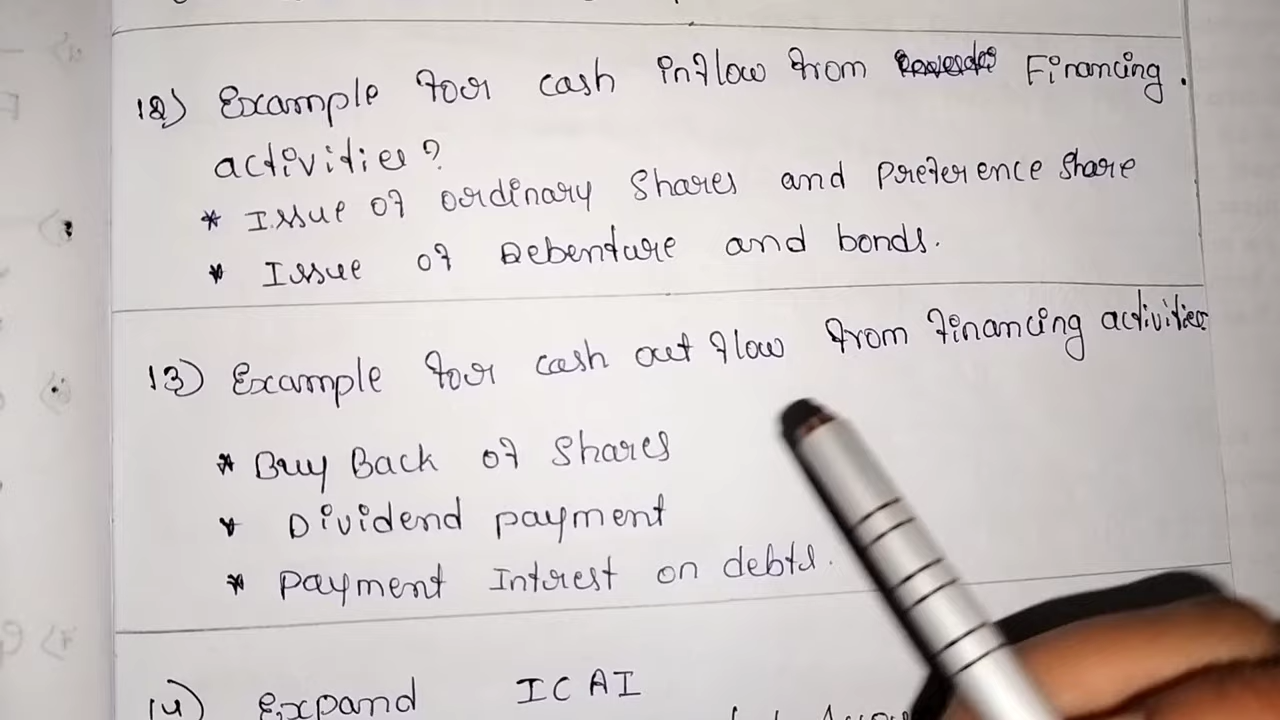 12) Example for cash inflow from Financing.
activities?
* Issue of ordinary shares and preference share
* Issue of Debenture and bonds.
13) Example for cash out flow from financing activities
* Buy Back of shares
* Dividend payment
* payment Intrest on debts.
14) Expand ICAI